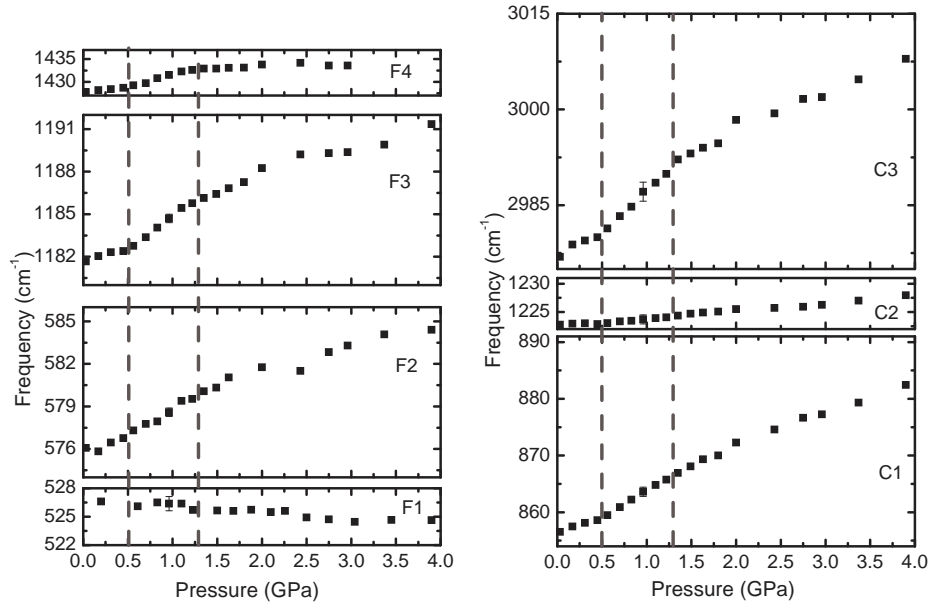 1435
1430
F4
1191
1188
1185
1182
F3
585
582
579
576
F2
528
525
522
F1
0.0 0.5 1.0 1.5 2.0 2.5 3.0 3.5 4.0
Pressure (GPa)
Frequency (cm-1)
3015
3000
2985
C3
1230
1225
C2
890
880
870
860
C1
0.0 0.5 1.0 1.5 2.0 2.5 3.0 3.5 4.0
Pressure (GPa)
Frequency (cm-1)